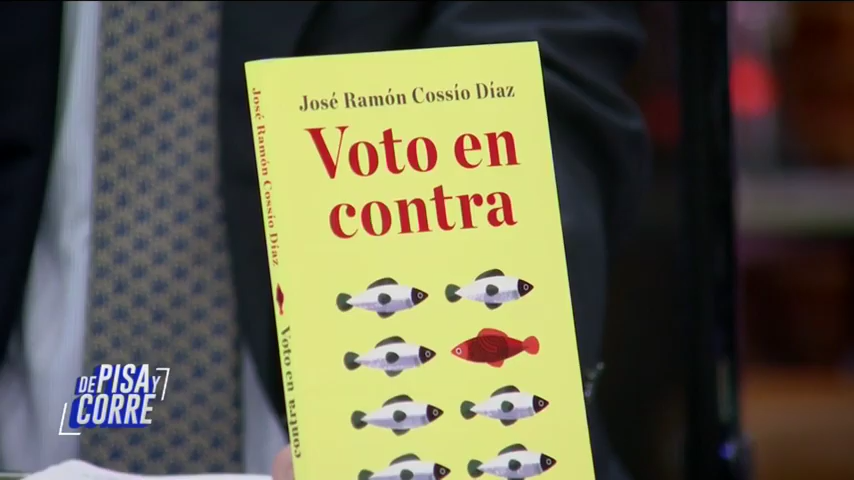 José Ramón Cossío Díaz
Voto en
contra
José Ramón Cossío Díaz
Voto en contra
DE PISA Y
CORRE